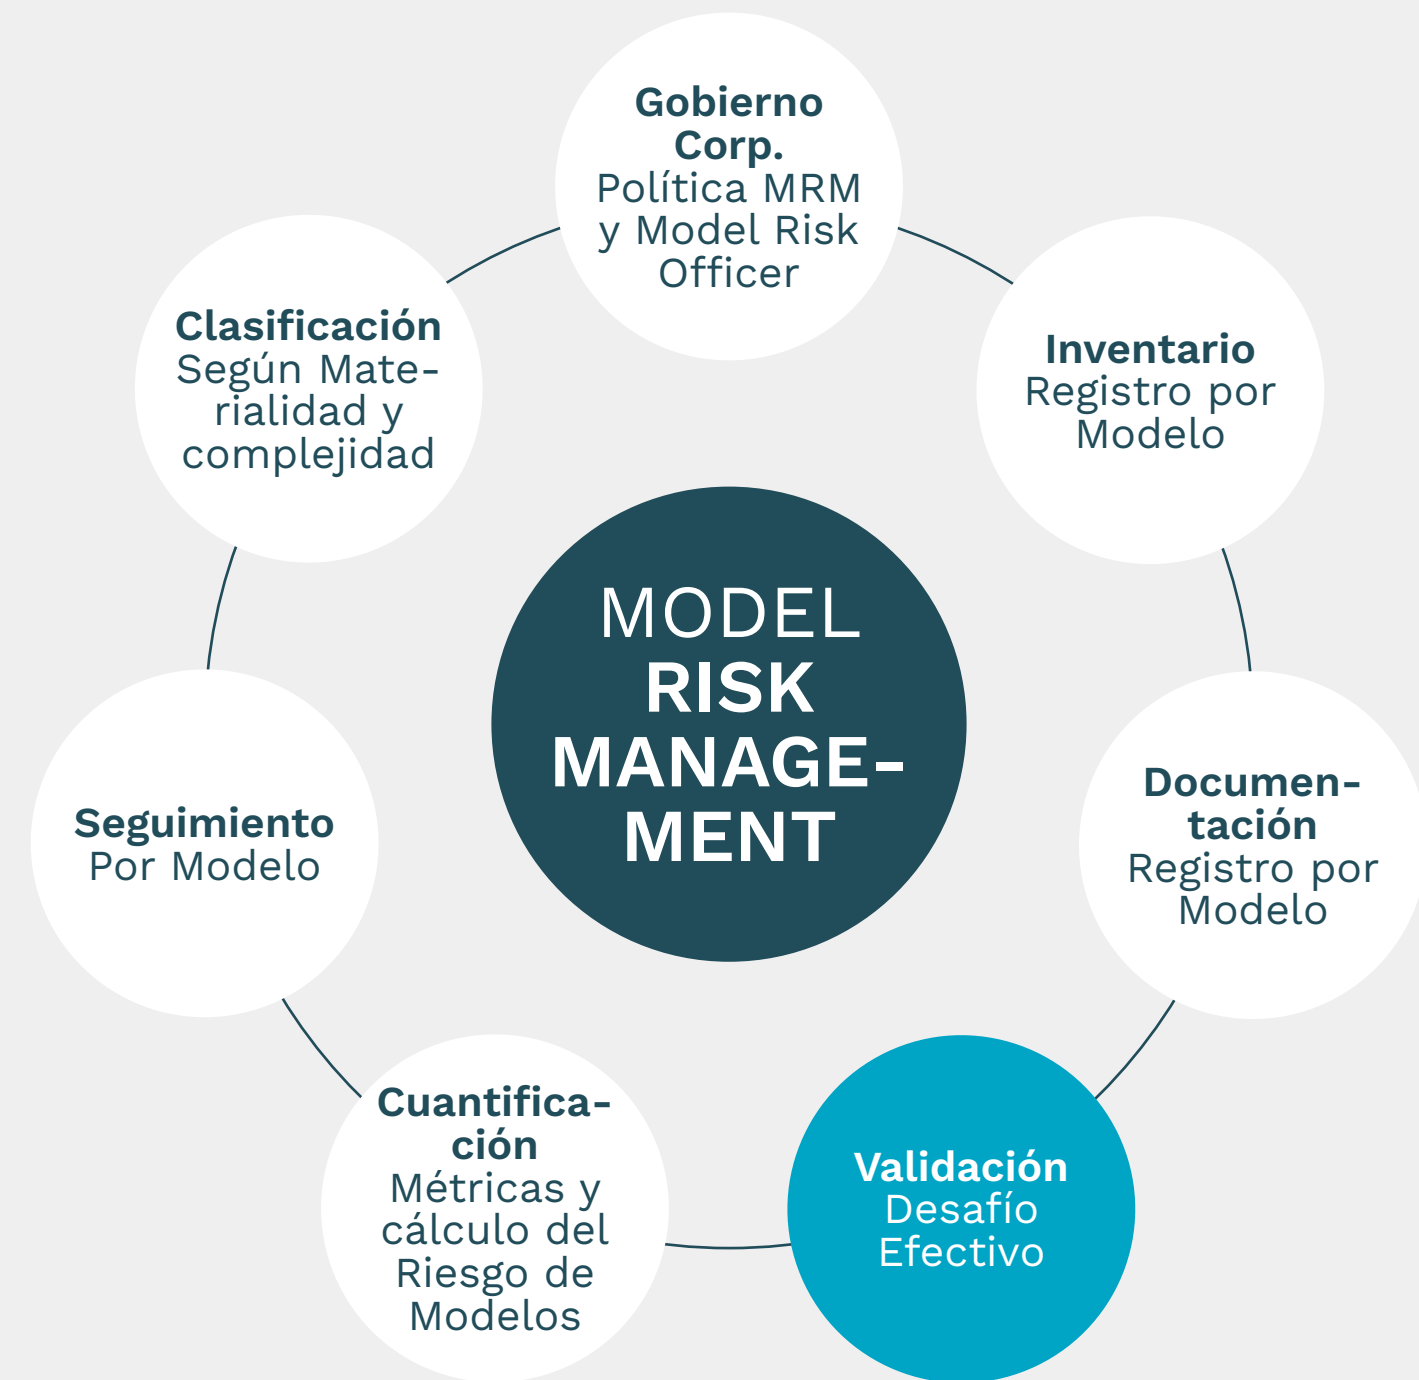 Gobierno
Corp.
Política MRM
y Model Risk
Officer
Clasificación
Según Mate-
rialidad y
complejidad
Inventario
Registro por
Modelo
MODEL
RISK
MANAGE-
MENT
Seguimiento
Por Modelo
Documen-
tación
Registro por
Modelo
Cuantifica-
ción
Métricas y
cálculo del
Riesgo de
Modelos
Validación
Desafío
Efectivo